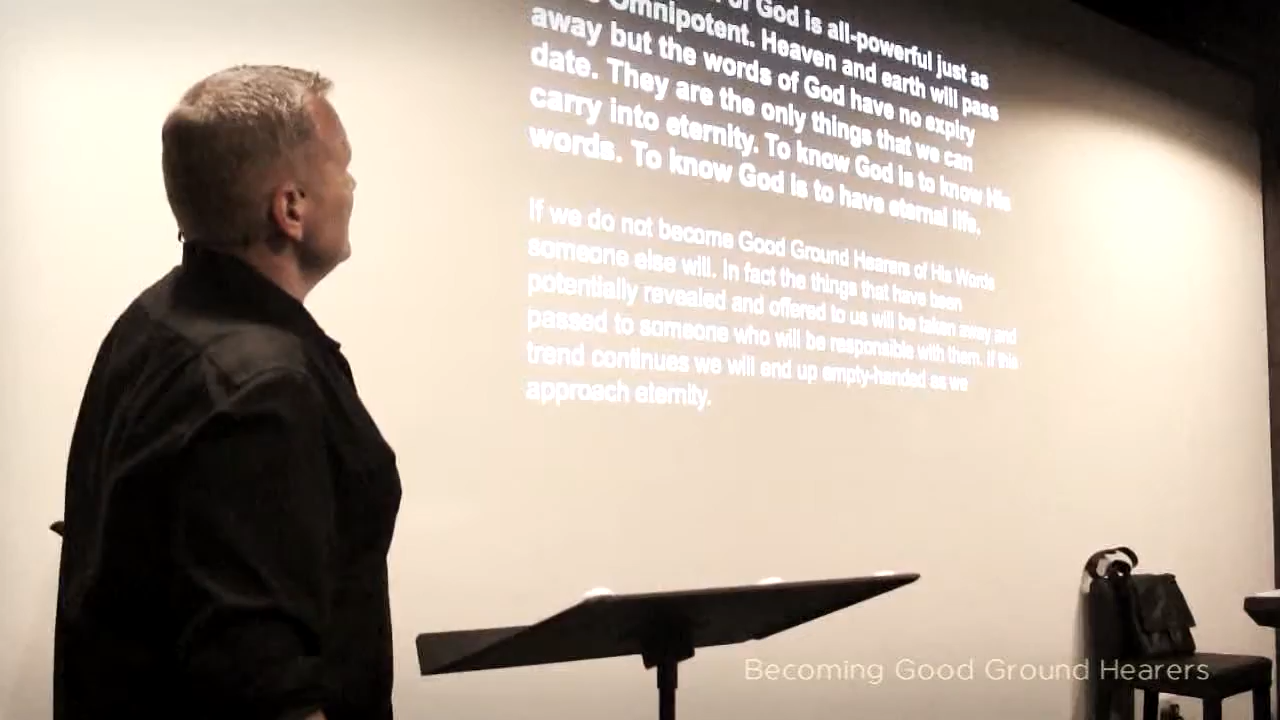 of God is all-powerful just as
Omnipotent. Heaven and earth will pass
away but the words of God have no expiry
date. They are the only things that we can
carry into eternity. To know God is to know His
words. To know God is to have eternal life.
If we do not become Good Ground Hearers of His Words
someone else will. In fact the things that have been
potentially revealed and offered to us will be taken away and
passed to someone who will be responsible with them. If this
trend continues we will end up empty-handed as we
approach eternity.
Becoming Good Ground Hearers